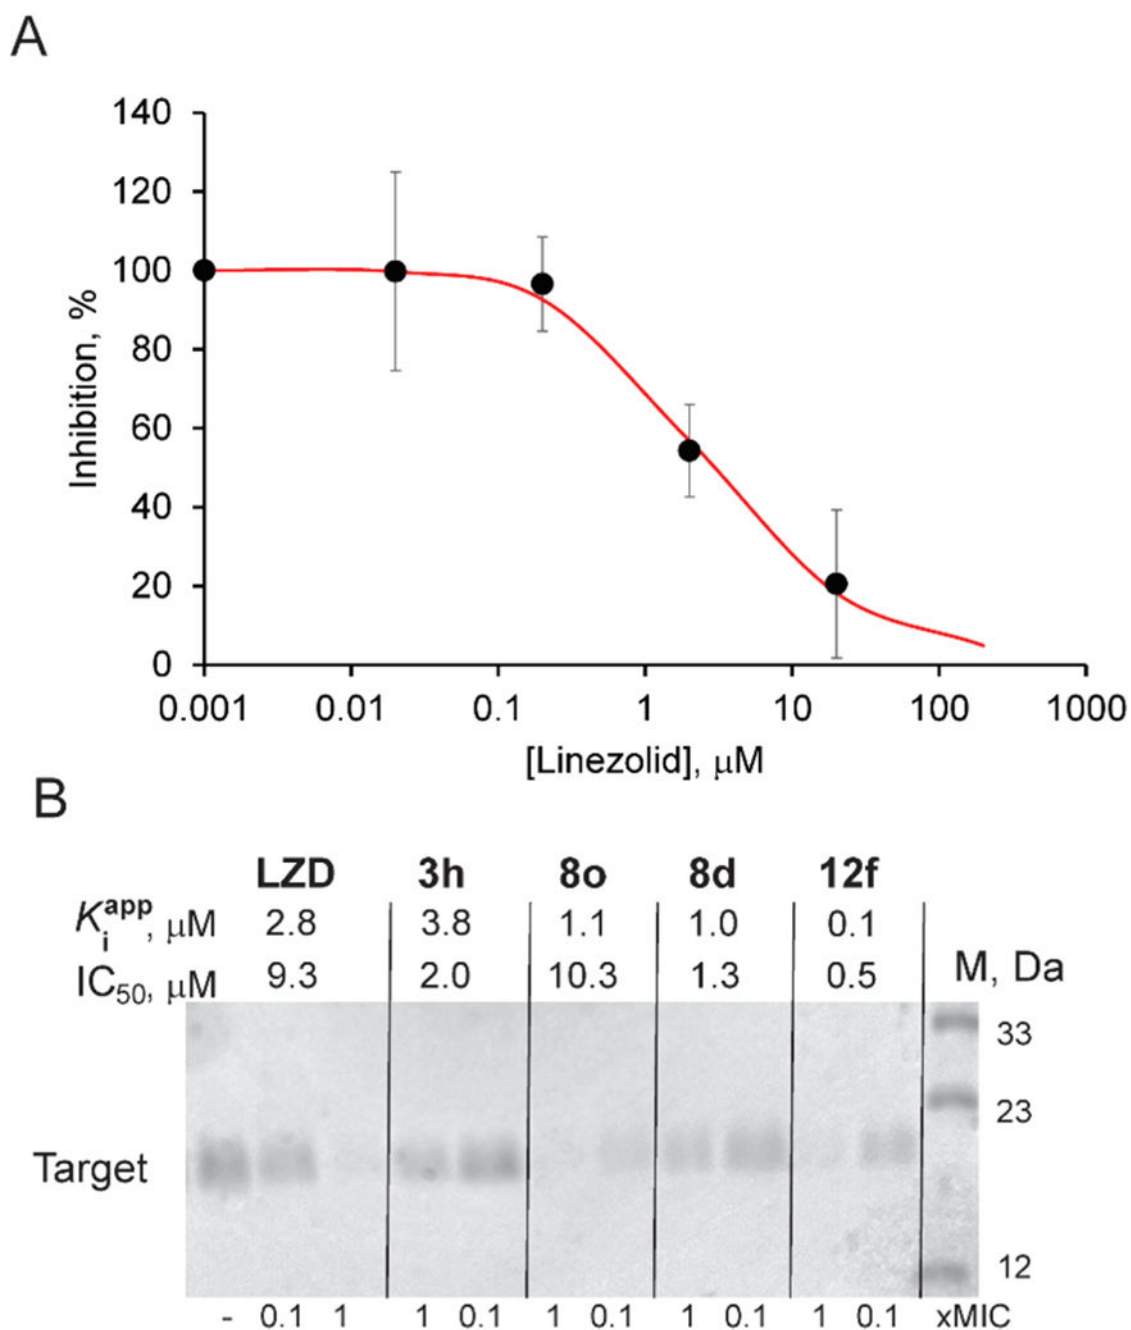 A
140
120
100
80
60
40
20
0
Inhibition, %
0.001 0.01 0.1 1 10 100 1000
[Linezolid], μM
B
LZD 3h 8o 8d 12f
Kiapp, μM 2.8 3.8 1.1 1.0 0.1
IC50, μM 9.3 2.0 10.3 1.3 0.5
M, Da
33
23
Target
12
- 0.1 1 1 0.1 1 0.1 1 0.1 1 0.1 xMIC